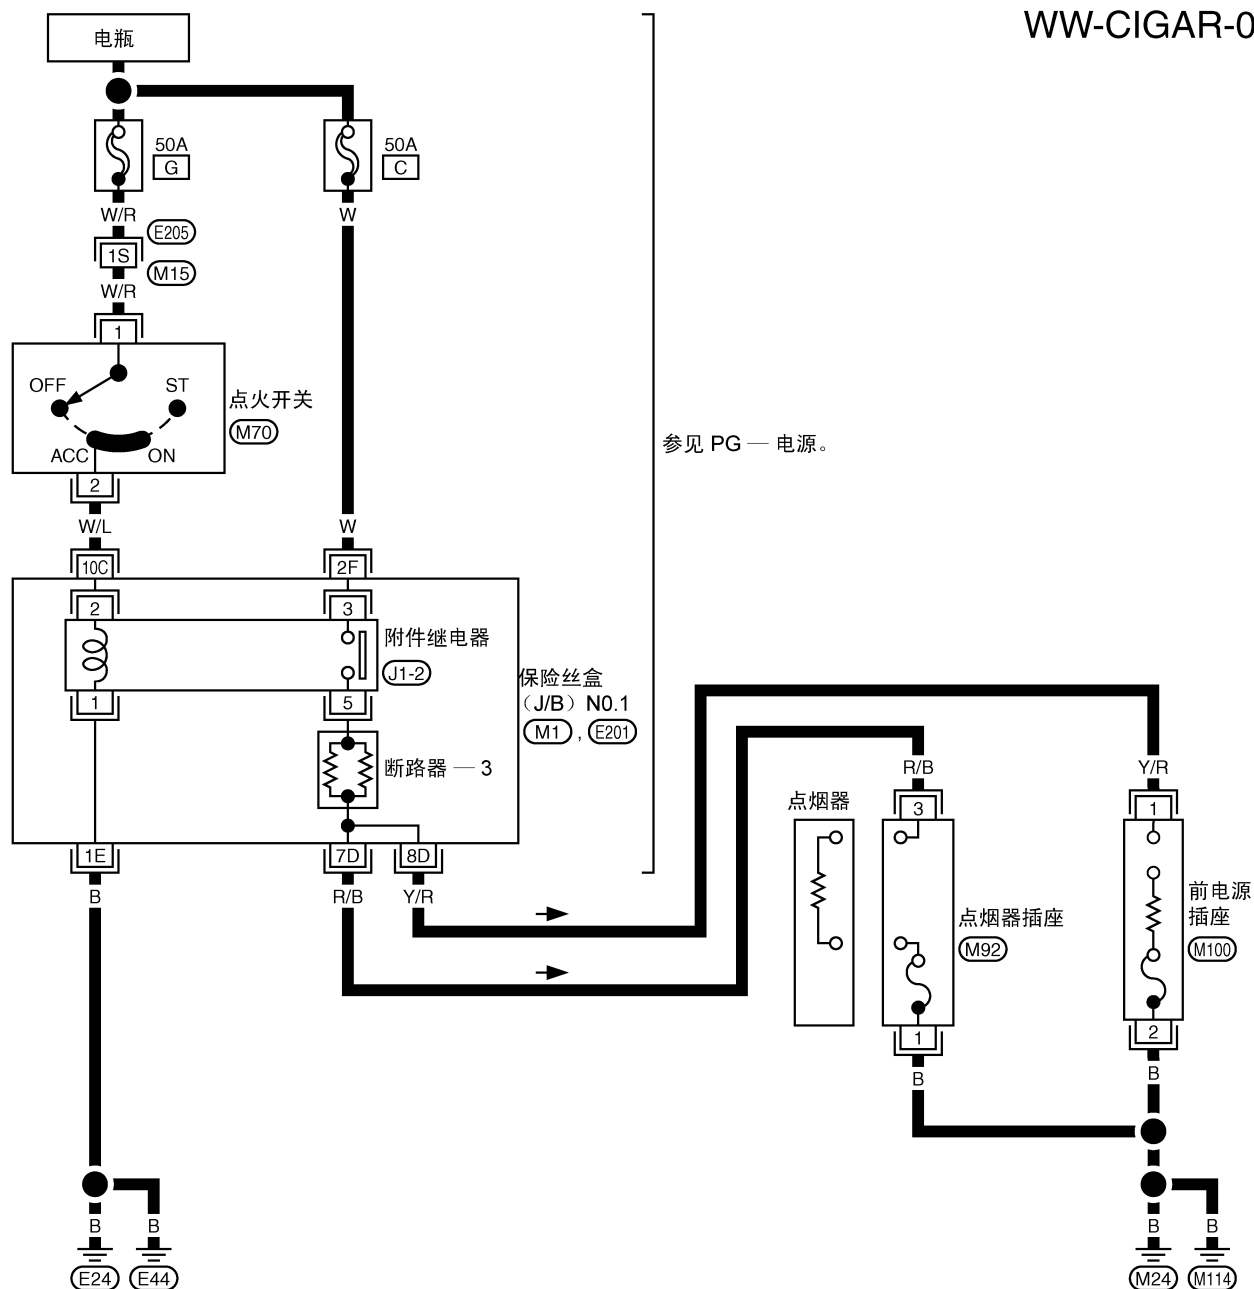 WW-CIGAR-0
电瓶
50A
G
50A
C
W/R
W
E205
1S
M15
W/R
1
OFF
ST
点火开关
M70
ACC
ON
2
参见 PG — 电源。
W/L
W
10C
2F
2
3
附件继电器
J1-2
1
5
保险丝盒
（J/B）N0.1
M1 , E201
断路器 — 3
R/B
Y/R
点烟器
3
1
1E
7D
8D
B
R/B
Y/R
前电源
插座
M100
点烟器插座
M92
1
2
B
B
B
B
B
B
E24
E44
M24
M114